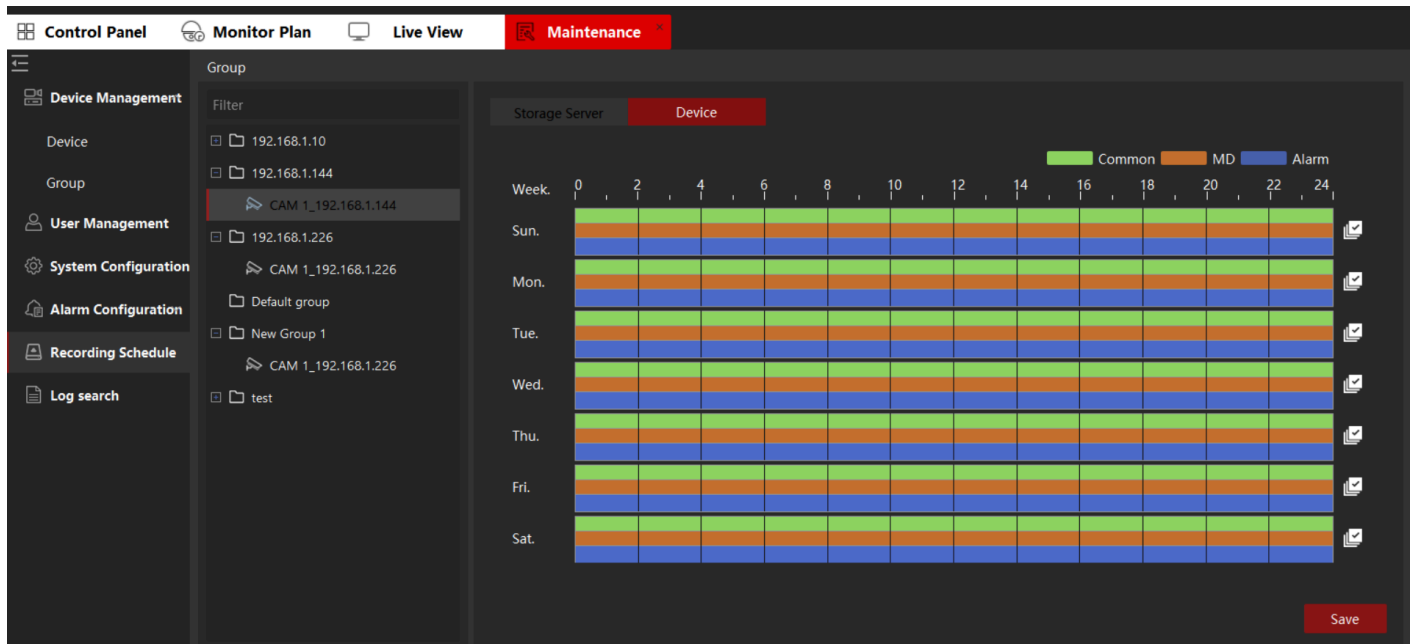 Control Panel Monitor Plan Live View Maintenance ×
Group
Device Management
Device
Group
User Management
System Configuration
Alarm Configuration
Recording Schedule
Log search
Filter
192.168.1.10
192.168.1.144
CAM 1_192.168.1.144
192.168.1.226
CAM 1_192.168.1.226
Default group
New Group 1
CAM 1_192.168.1.226
test
Storage Server Device
Common MD Alarm
Week. 0 2 4 6 8 10 12 14 16 18 20 22 24
Sun.
Mon.
Tue.
Wed.
Thu.
Fri.
Sat.
Save